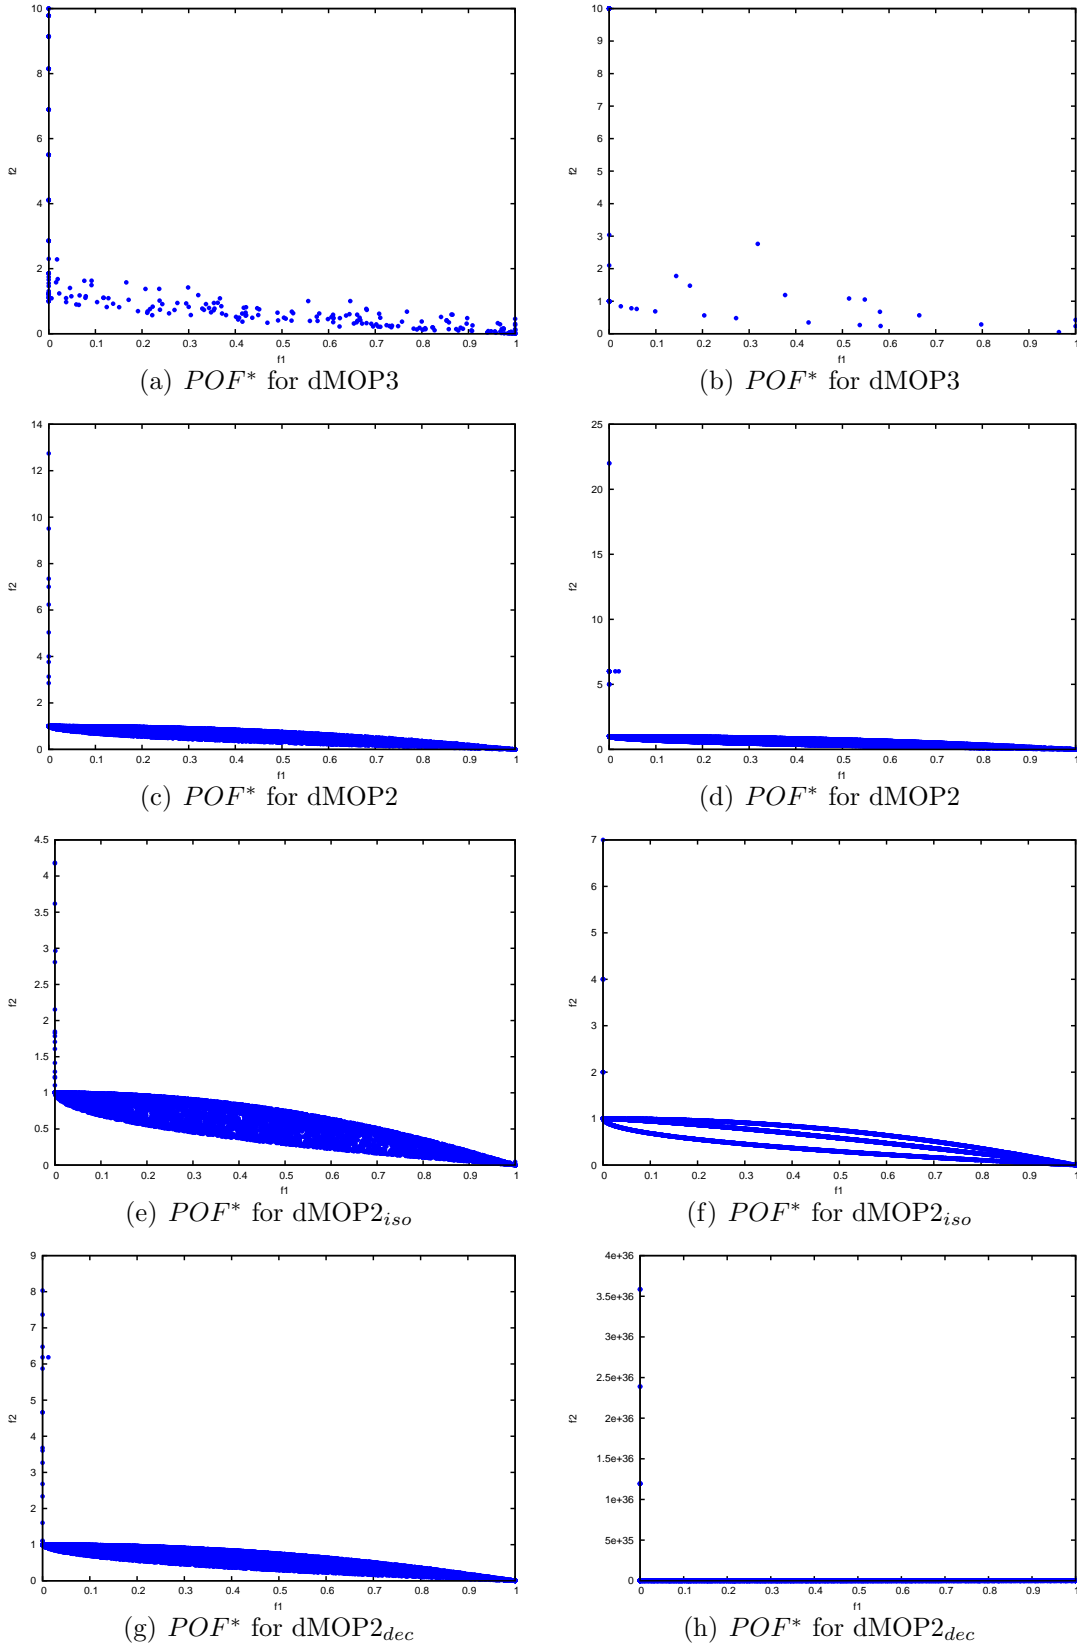 10
8
6
4
2
0
f2
0 0.1 0.2 0.3 0.4 0.5 0.6 0.7 0.8 0.9 1
f1
(a) POF* for dMOP3
10
9
8
7
6
5
4
3
2
1
0
f2
0 0.1 0.2 0.3 0.4 0.5 0.6 0.7 0.8 0.9 1
f1
(b) POF* for dMOP3
14
12
10
8
6
4
2
0
f2
0 0.1 0.2 0.3 0.4 0.5 0.6 0.7 0.8 0.9 1
f1
(c) POF* for dMOP2
25
20
15
10
5
0
f2
0 0.1 0.2 0.3 0.4 0.5 0.6 0.7 0.8 0.9 1
f1
(d) POF* for dMOP2
4.5
4
3.5
3
2.5
2
1.5
1
0.5
0
f2
0 0.1 0.2 0.3 0.4 0.5 0.6 0.7 0.8 0.9 1
f1
(e) POF* for dMOP2iso
7
6
5
4
3
2
1
0
f2
0 0.1 0.2 0.3 0.4 0.5 0.6 0.7 0.8 0.9 1
f1
(f) POF* for dMOP2iso
9
8
7
6
5
4
3
2
1
0
f2
0 0.1 0.2 0.3 0.4 0.5 0.6 0.7 0.8 0.9 1
f1
(g) POF* for dMOP2dec
4e+36
3.5e+36
3e+36
2.5e+36
1.5e+36
1e+36
5e+35
0
f2
0 0.1 0.2 0.3 0.4 0.5 0.6 0.7 0.8 0.9 1
f1
(h) POF* for dMOP2dec